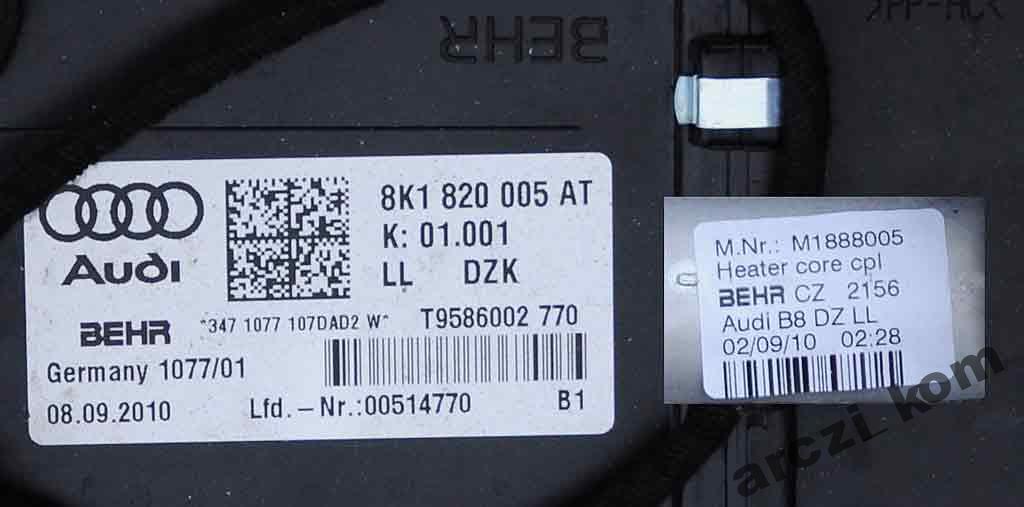 BEHR
>PP-
8K1 820 005 AT
K: 01.001
LL DZK
Audi
BEHR
*347 1077 107DAD2 W*
T9586002 770
Germany 1077/01
08.09.2010
Lfd.-Nr.:00514770
B1
M.Nr.: M1888005
Heater core cpl
BEHR CZ 2156
Audi B8 DZ LL
02/09/10 02:28
arczi_kom